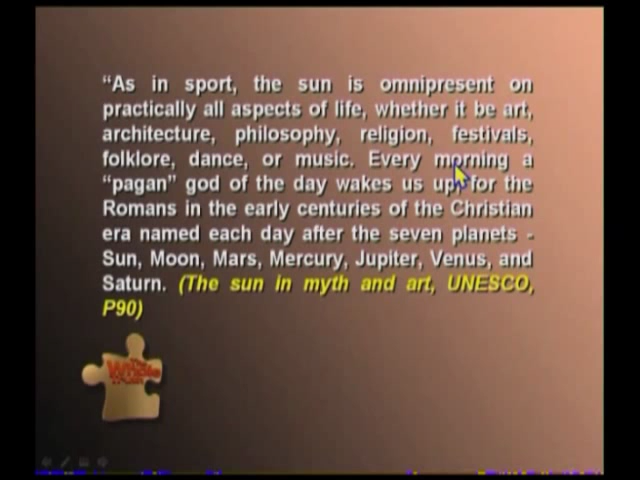 “As in sport, the sun is omnipresent on
practically all aspects of life, whether it be art,
architecture, philosophy, religion, festivals,
folklore, dance, or music. Every morning a
“pagan” god of the day wakes us up, for the
Romans in the early centuries of the Christian
era named each day after the seven planets -
Sun, Moon, Mars, Mercury, Jupiter, Venus, and
Saturn. (The sun in myth and art, UNESCO,
P90)
The
Whole